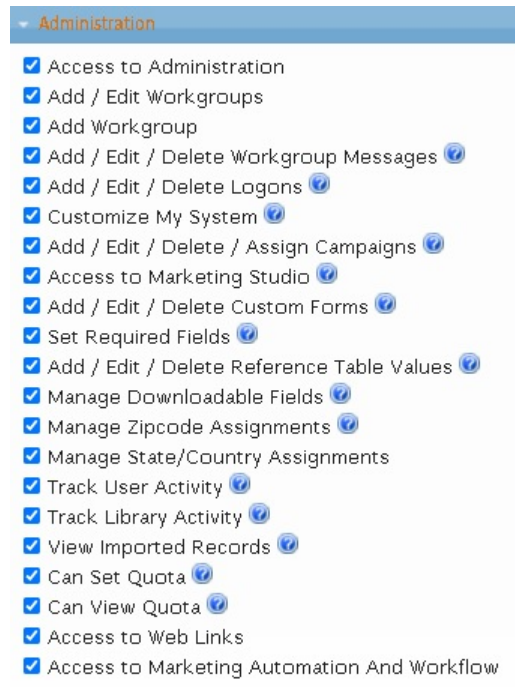 Administration
Access to Administration
Add / Edit Workgroups
Add Workgroup
Add / Edit / Delete Workgroup Messages
Add / Edit / Delete Logons
Customize My System
Add / Edit / Delete / Assign Campaigns
Access to Marketing Studio
Add / Edit / Delete Custom Forms
Set Required Fields
Add / Edit / Delete Reference Table Values
Manage Downloadable Fields
Manage Zipcode Assignments
Manage State/Country Assignments
Track User Activity
Track Library Activity
View Imported Records
Can Set Quota
Can View Quota
Access to Web Links
Access to Marketing Automation And Workflow